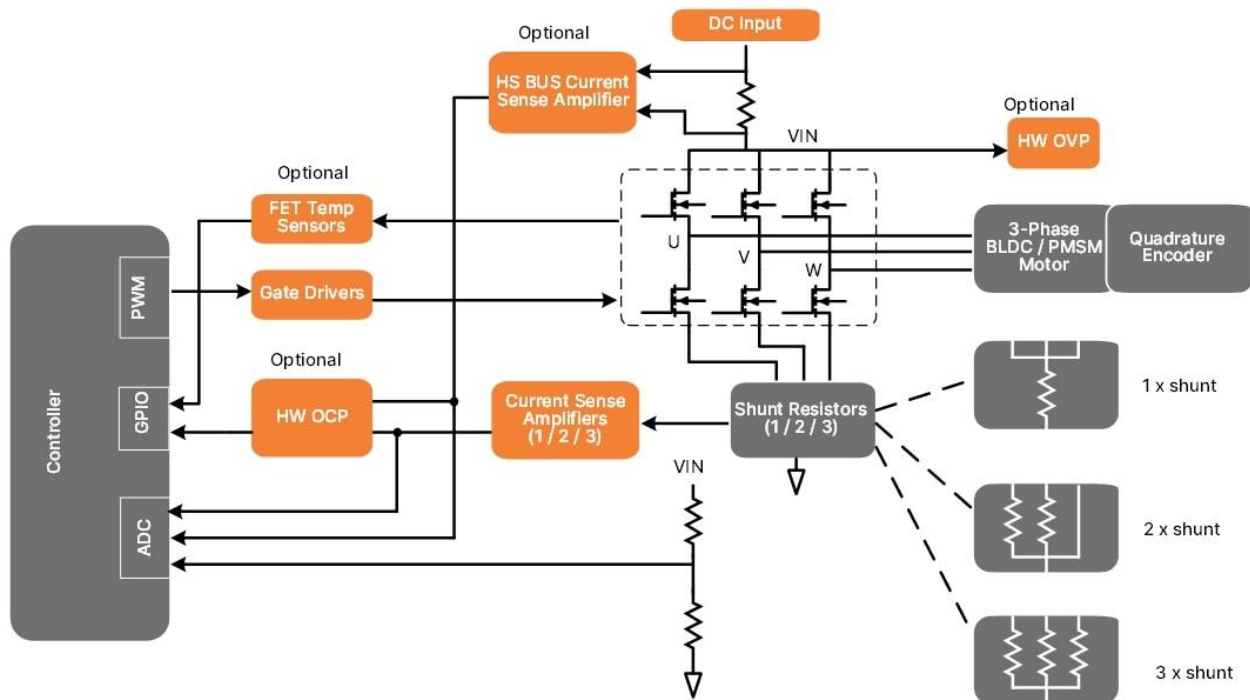 DC Input
Optional
HS BUS Current
Sense Amplifier
Optional
HW OVP
VIN
Optional
FET Temp
Sensors
U
V
W
3-Phase
BLDC / PMSM
Motor
Quadrature
Encoder
Controller
PWM
Gate Drivers
Optional
HW OCP
GPIO
Current Sense
Amplifiers
(1 / 2 / 3)
Shunt Resistors
(1 / 2 / 3)
1 x shunt
VIN
ADC
2 x shunt
3 x shunt